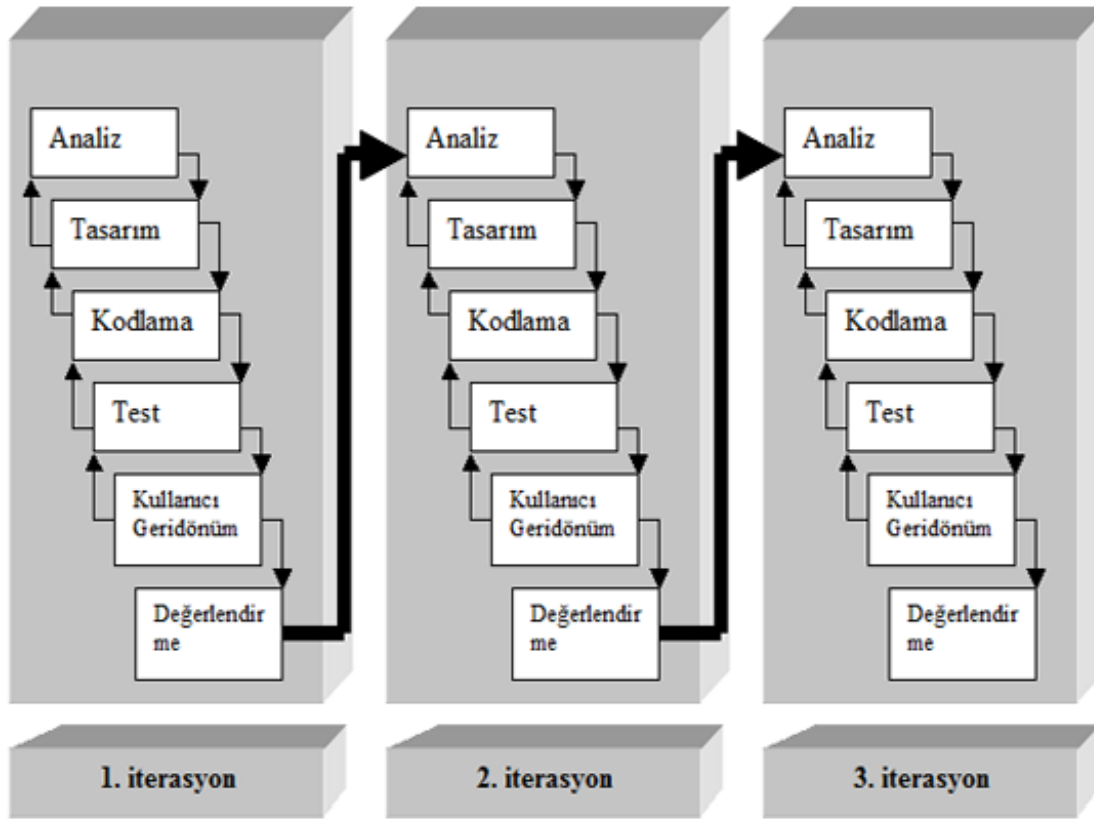 Analiz
Tasarım
Kodlama
Test
Kullanıcı
Geridönüm
Değerlendir
me
1. iterasyon
Analiz
Tasarım
Kodlama
Test
Kullanıcı
Geridönüm
Değerlendir
me
2. iterasyon
Analiz
Tasarım
Kodlama
Test
Kullanıcı
Geridönüm
Değerlendir
me
3. iterasyon